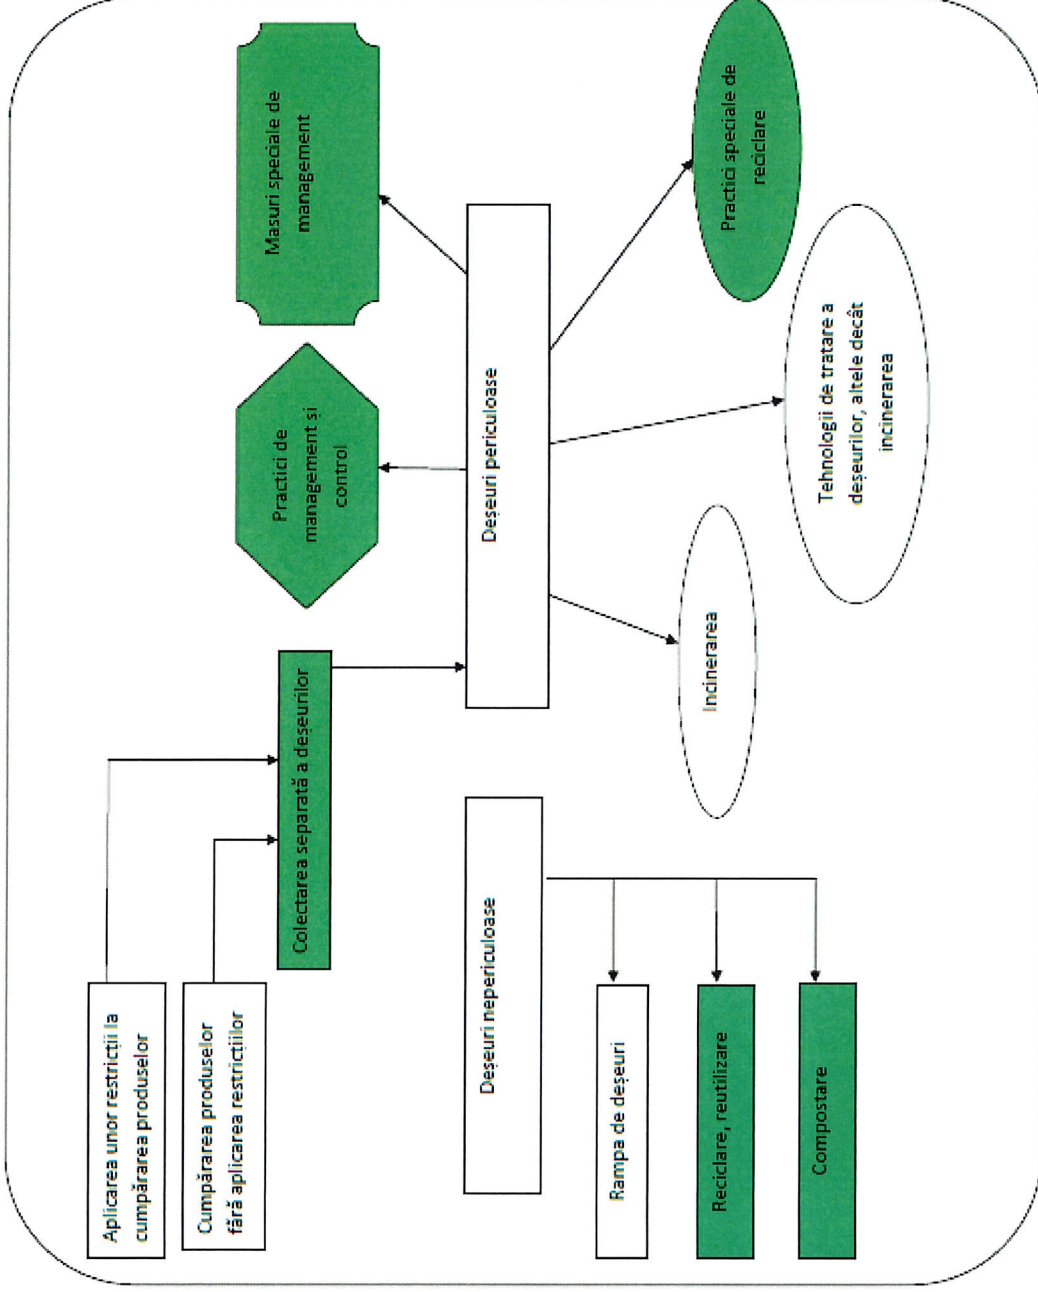 Aplicarea unor restricții la
cumpărarea produselor
Cumpărarea produselor
fără aplicarea restricțiilor
Colectarea separată a deșeurilor
Practici de
management și
control
Masuri speciale de
management
Deșeuri nepericuloase
Deșeuri periculoase
Rampa de deșeuri
Reciclare, reutilizare
Compostare
Incinerarea
Tehnologii de tratare a
deșeurilor, altele decât
incinerarea
Practici speciale de
reciclare